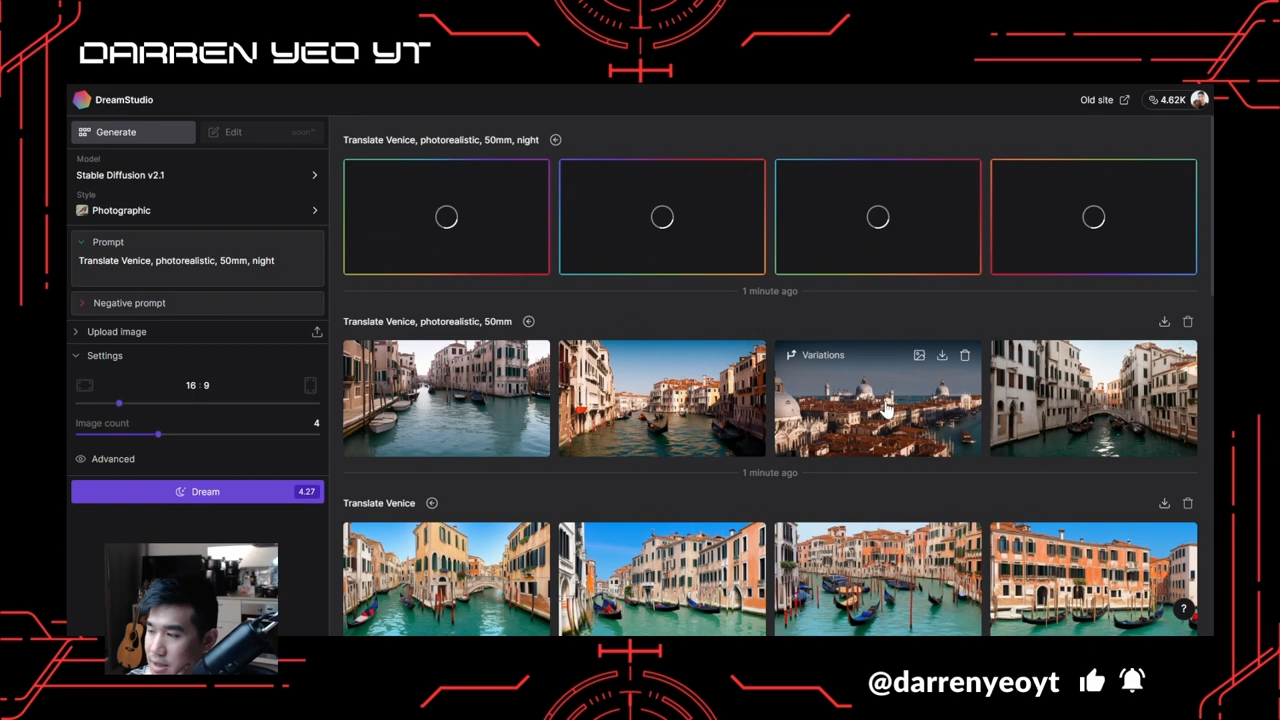 DARREN YEO YT
DreamStudio
Old site
4.62K
Generate
Edit
soon™
Model
Stable Diffusion v2.1
Style
Photographic
Prompt
Translate Venice, photorealistic, 50mm, night
Negative prompt
Upload image
Settings
16 : 9
Image count
4
Advanced
Dream
4.27
Translate Venice, photorealistic, 50mm, night
1 minute ago
Translate Venice, photorealistic, 50mm
Variations
1 minute ago
Translate Venice
?
@darrenyeoyt